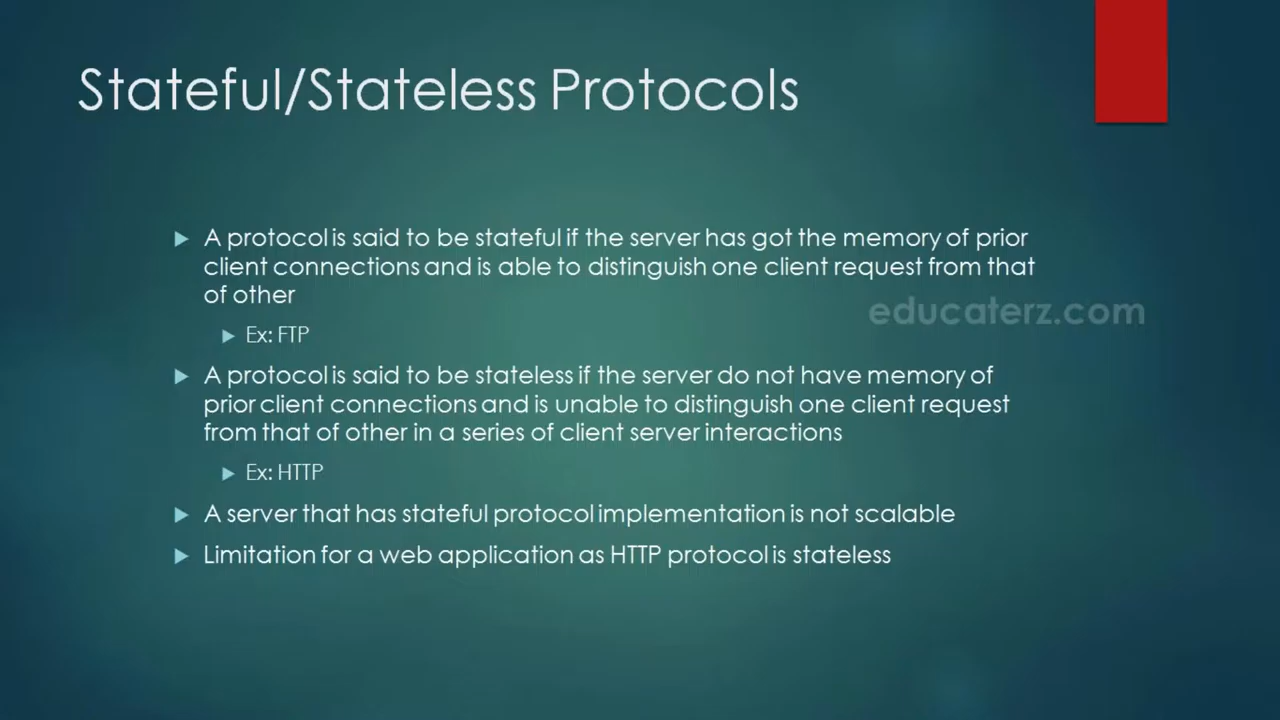 Stateful/Stateless Protocols
A protocol is said to be stateful if the server has got the memory of prior
client connections and is able to distinguish one client request from that
of other
educaterz.com
Ex: FTP
A protocol is said to be stateless if the server do not have memory of
prior client connections and is unable to distinguish one client request
from that of other in a series of client server interactions
Ex: HTTP
A server that has stateful protocol implementation is not scalable
Limitation for a web application as HTTP protocol is stateless